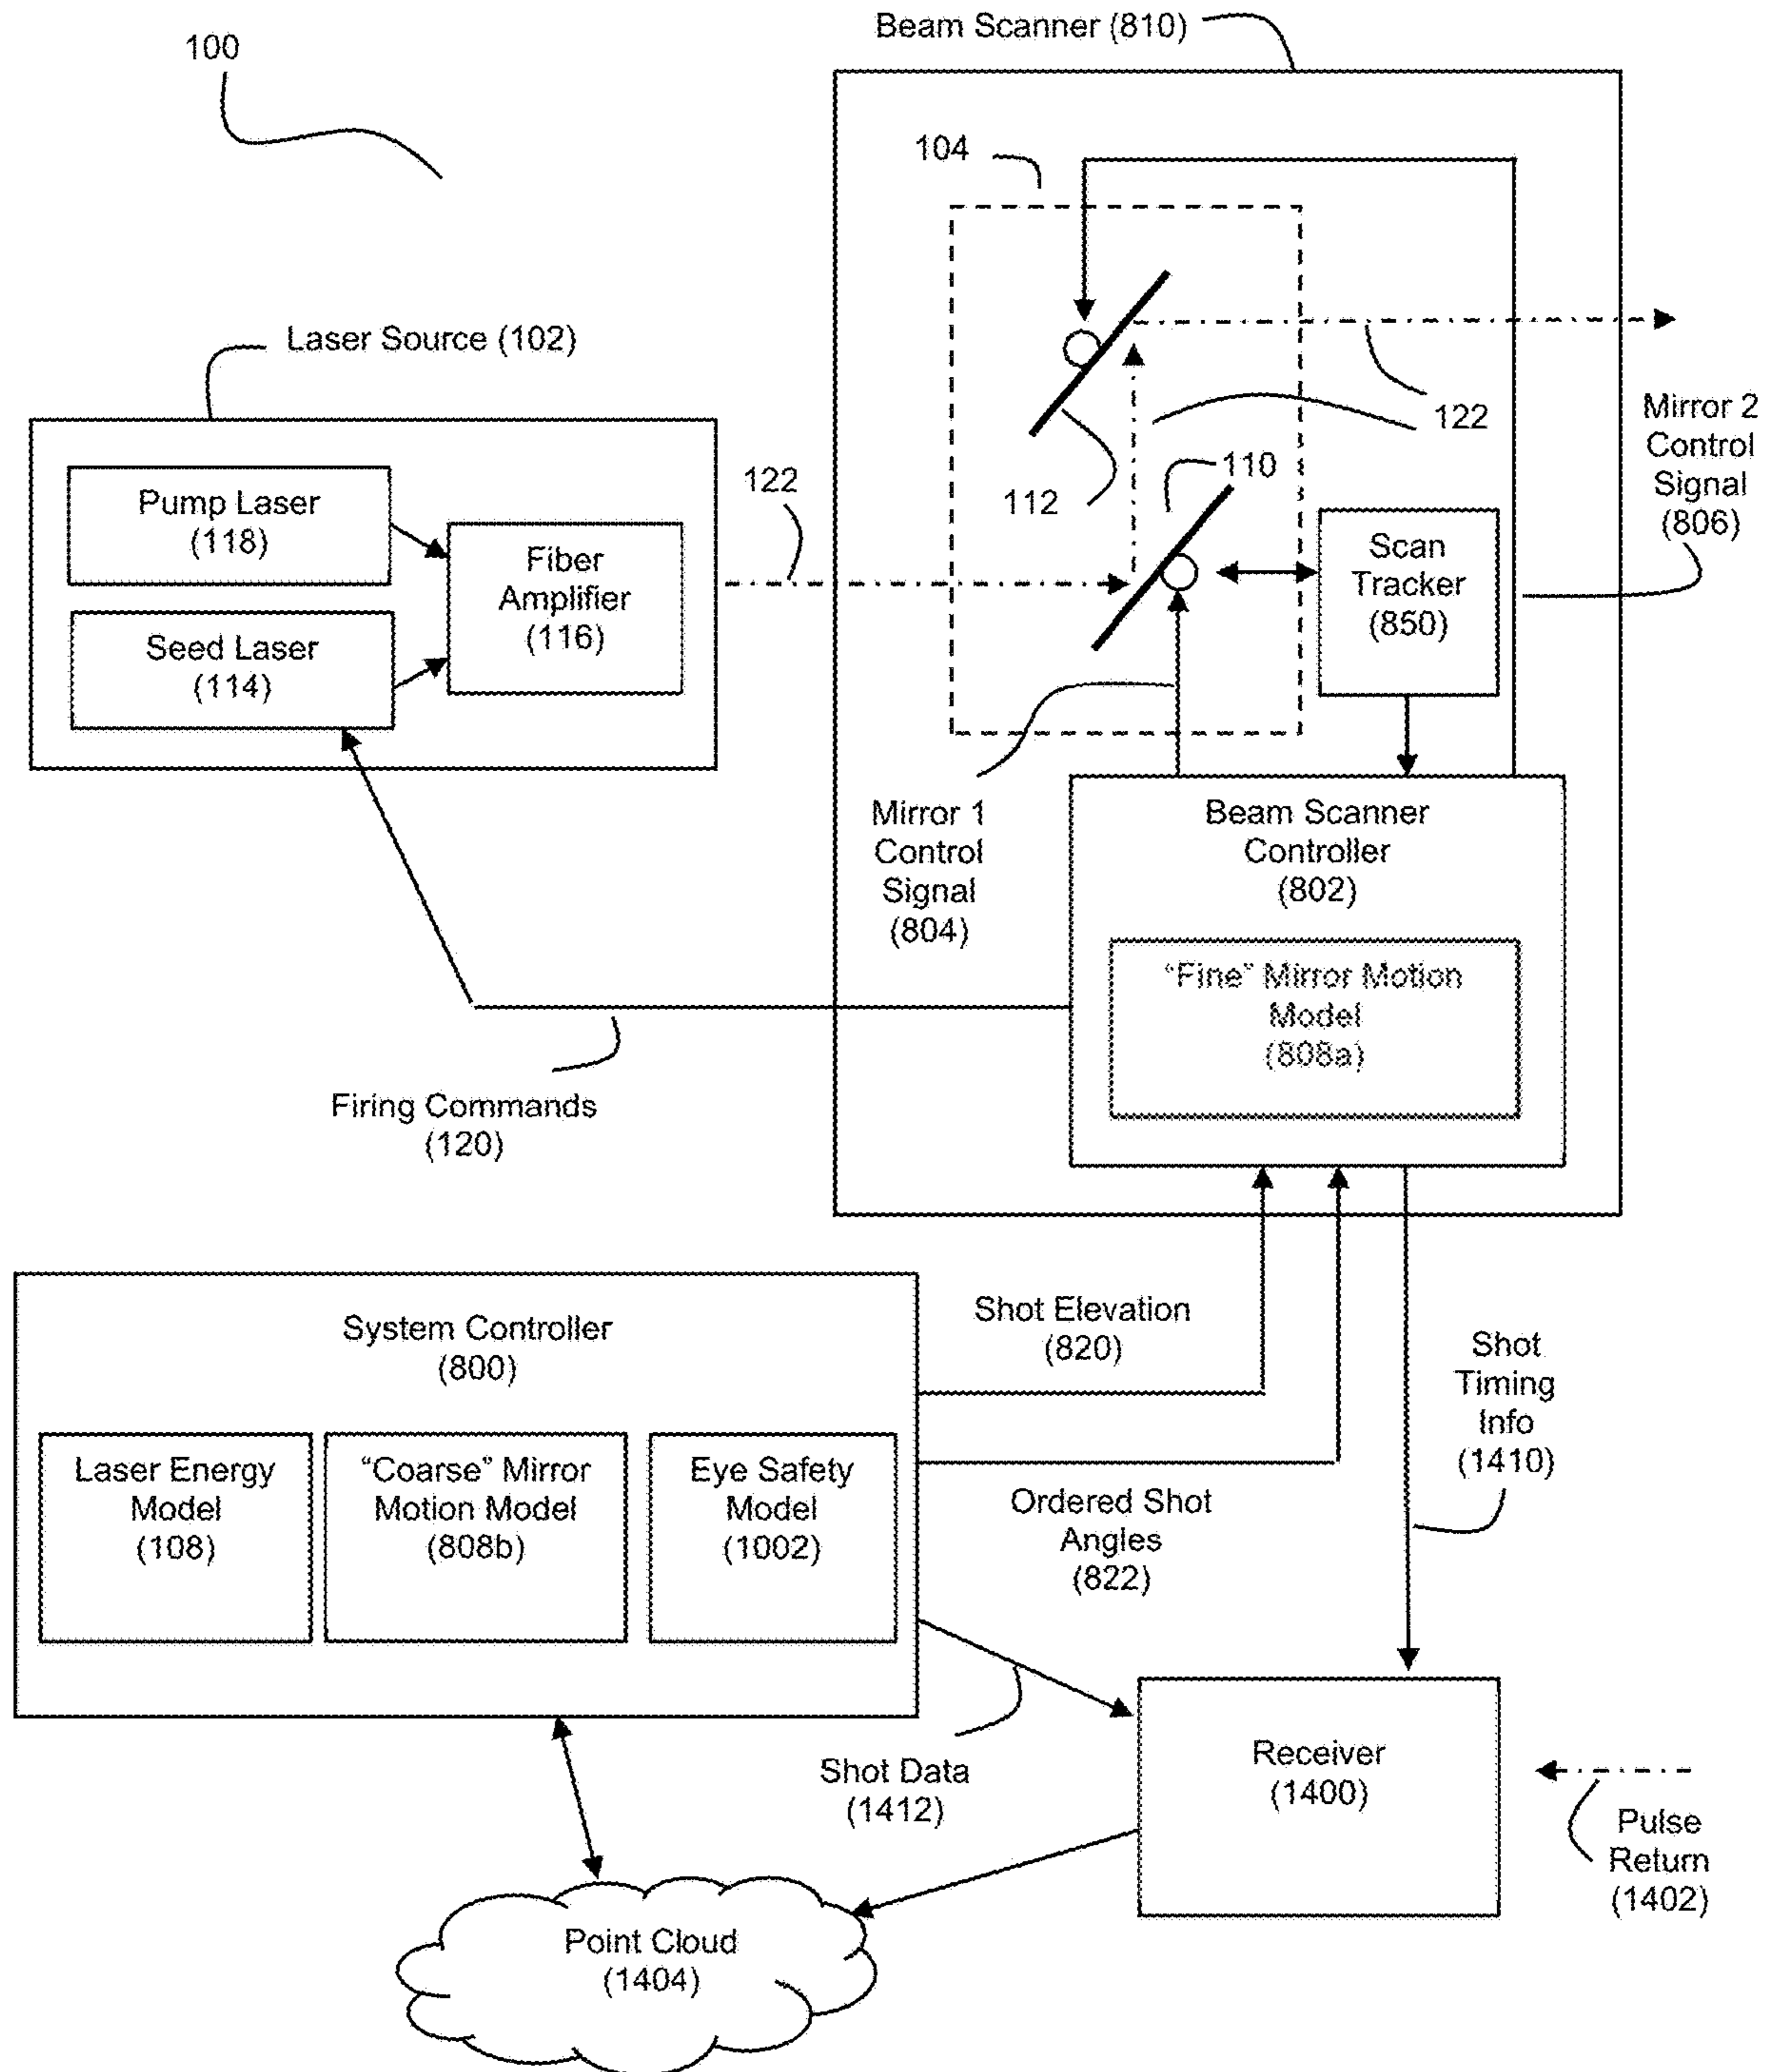 Beam Scanner (810)
100
104
Laser Source (102)
Pump Laser
(118)
Seed Laser
(114)
Fiber
Amplifier
(116)
122
112
110
122
Mirror 2
Control
Signal
(806)
Scan
Tracker
(850)
Mirror 1
Control
Signal
(804)
Beam Scanner
Controller
(802)
“Fine” Mirror Motion
Model
(808a)
Firing Commands
(120)
System Controller
(800)
Laser Energy
Model
(108)
“Coarse” Mirror
Motion Model
(808b)
Eye Safety
Model
(1002)
Shot Elevation
(820)
Ordered Shot
Angles
(822)
Shot
Timing
Info
(1410)
Shot Data
(1412)
Receiver
(1400)
Pulse
Return
(1402)
Point Cloud
(1404)